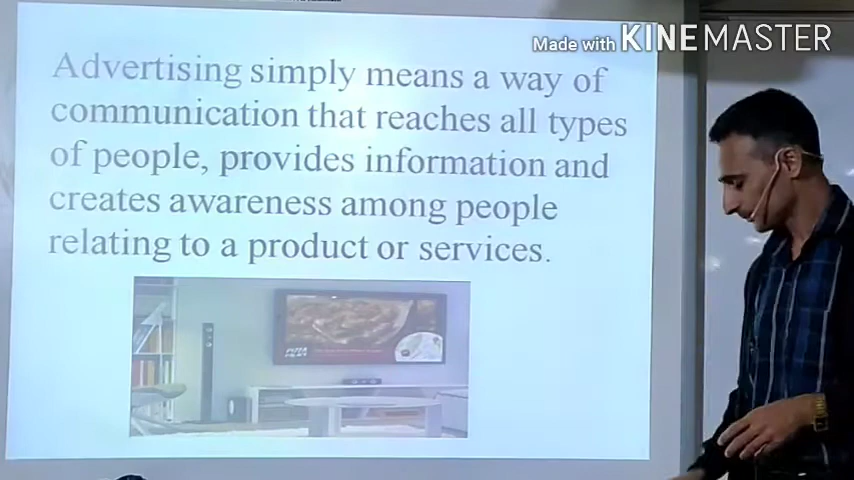 Made with KINEMASTER
Advertising simply means a way of
communication that reaches all types
of people, provides information and
creates awareness among people
relating to a product or services.